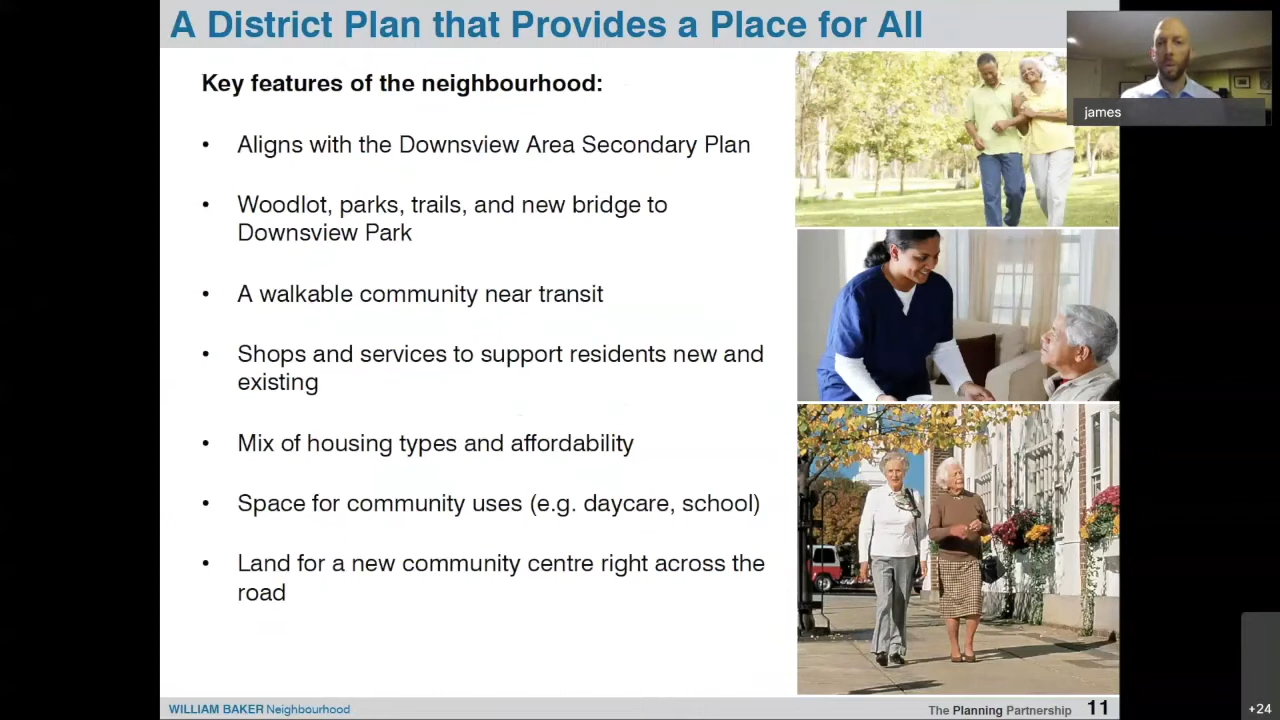 A District Plan that Provides a Place for All
james
Key features of the neighbourhood:
• Aligns with the Downsview Area Secondary Plan
• Woodlot, parks, trails, and new bridge to
Downsview Park
• A walkable community near transit
• Shops and services to support residents new and
existing
• Mix of housing types and affordability
• Space for community uses (e.g. daycare, school)
• Land for a new community centre right across the
road
WILLIAM BAKER Neighbourhood
The Planning Partnership 11
+24